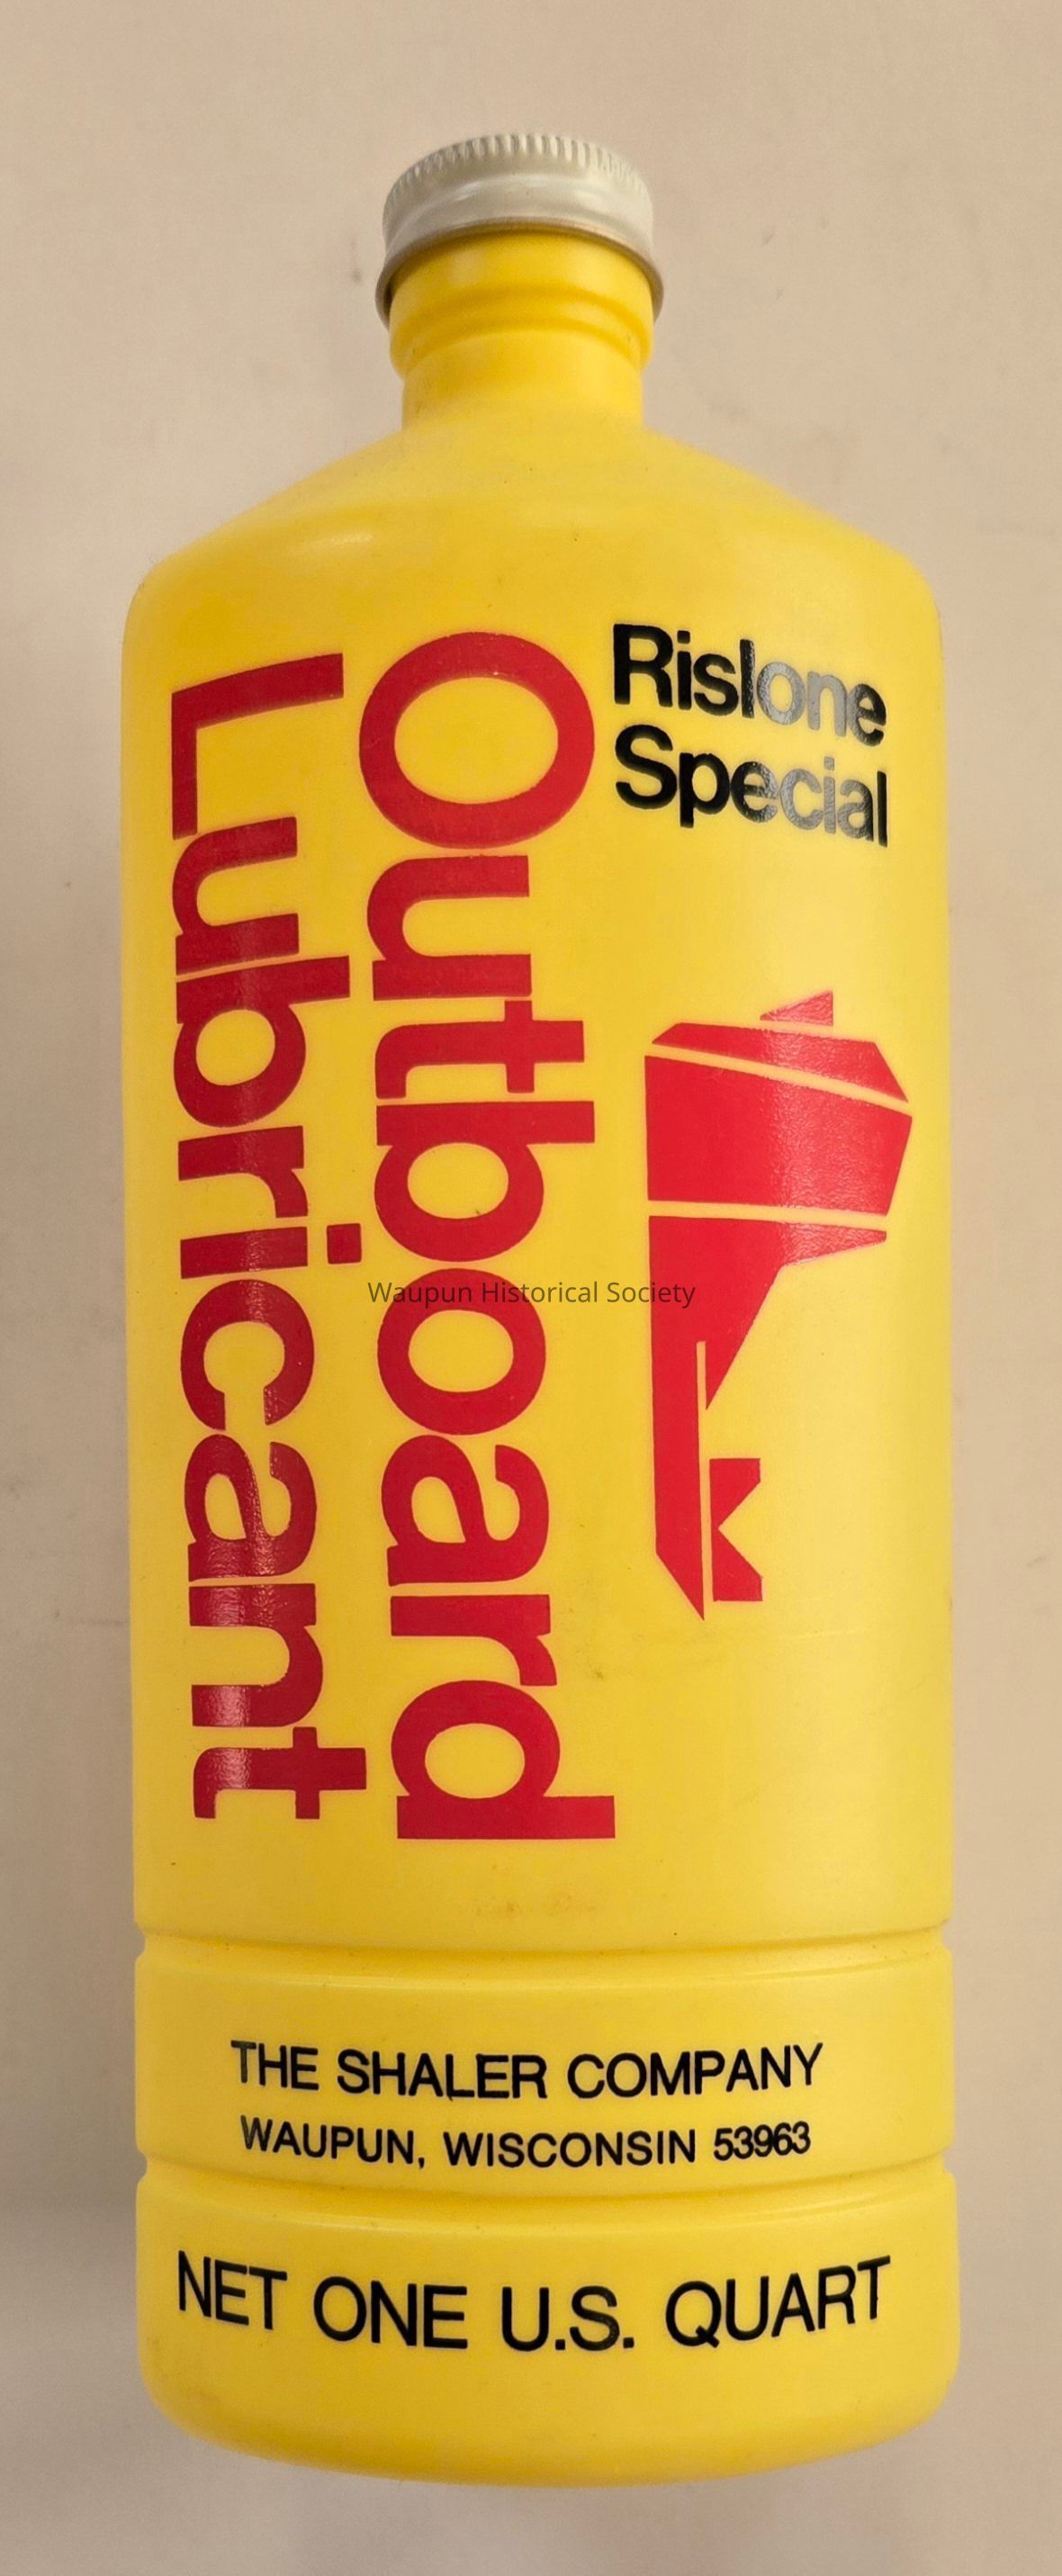 Rislone
Special
Outboard
Lubricant
Waupun Historical Society
THE SHALER COMPANY
WAUPUN, WISCONSIN 53963
NET ONE U.S. QUART